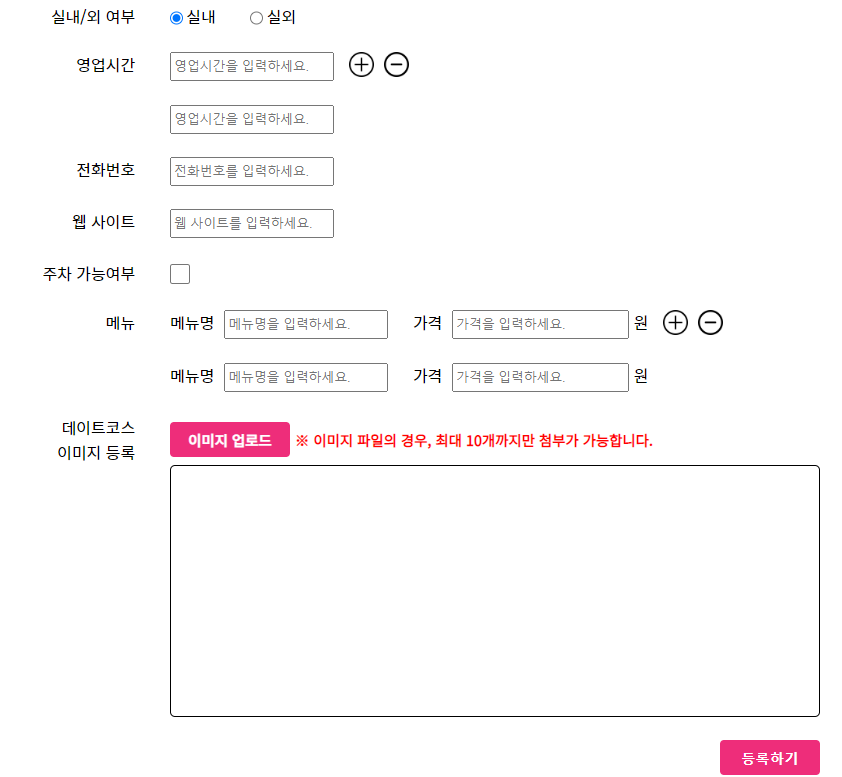 실내/외 여부 실내 실외
영업시간 영업시간을 입력하세요.
영업시간을 입력하세요.
전화번호 전화번호를 입력하세요.
웹 사이트 웹 사이트를 입력하세요.
주차 가능여부
메뉴 메뉴명 메뉴명을 입력하세요. 가격 가격을 입력하세요. 원
메뉴명 메뉴명을 입력하세요. 가격 가격을 입력하세요. 원
데이트코스
이미지 등록
이미지 업로드 ※ 이미지 파일의 경우, 최대 10개까지만 첨부가 가능합니다.
등록하기